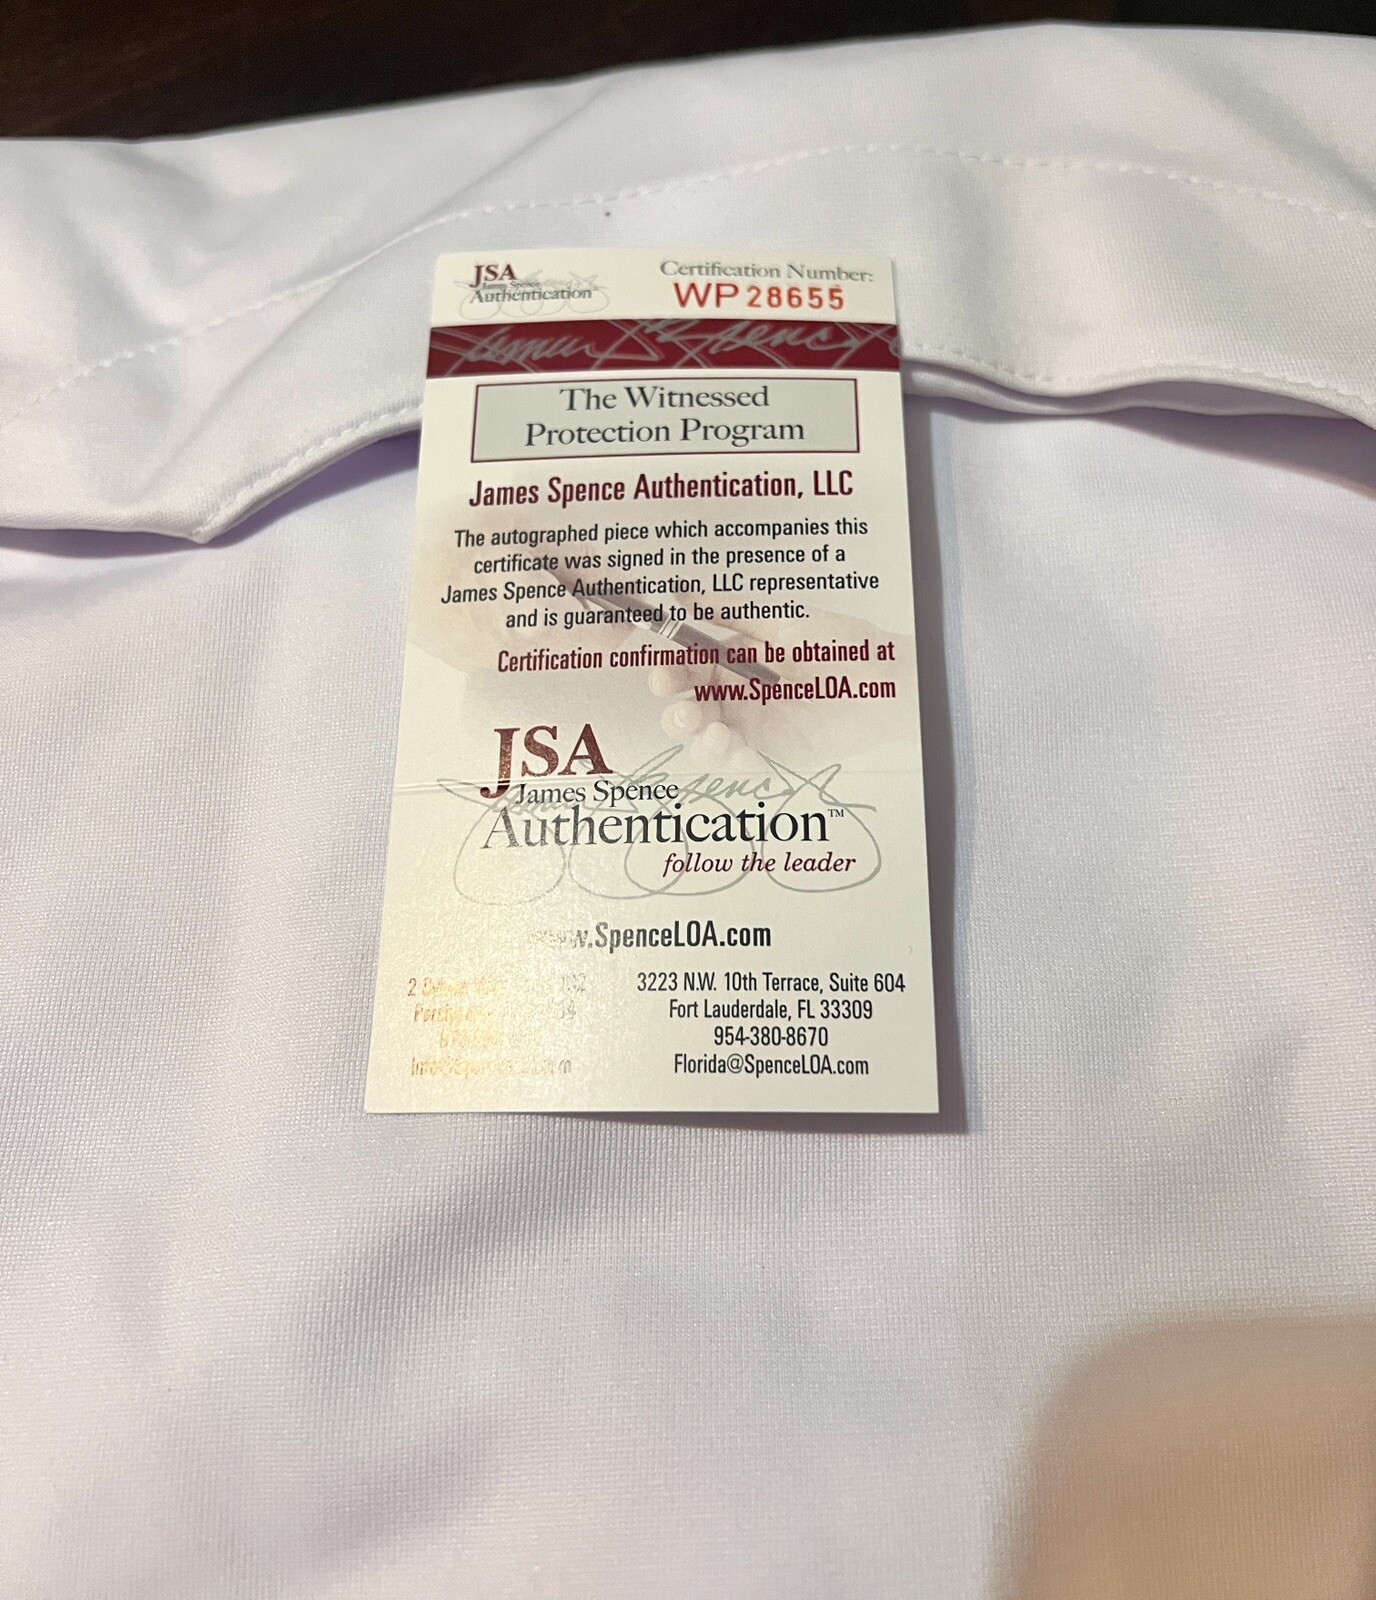 JSA
James Spence
Authentication
Certification Number:
WP28655
James Spence
The Witnessed
Protection Program
James Spence Authentication, LLC
The autographed piece which accompanies this
certificate was signed in the presence of a
James Spence Authentication, LLC representative
and is guaranteed to be authentic.
Certification confirmation can be obtained at
www.SpenceLOA.com
JSA
James Spence
Authentication™
follow the leader
www.SpenceLOA.com
3223 N.W. 10th Terrace, Suite 604
Fort Lauderdale, FL 33309
954-380-8670
Florida@SpenceLOA.com